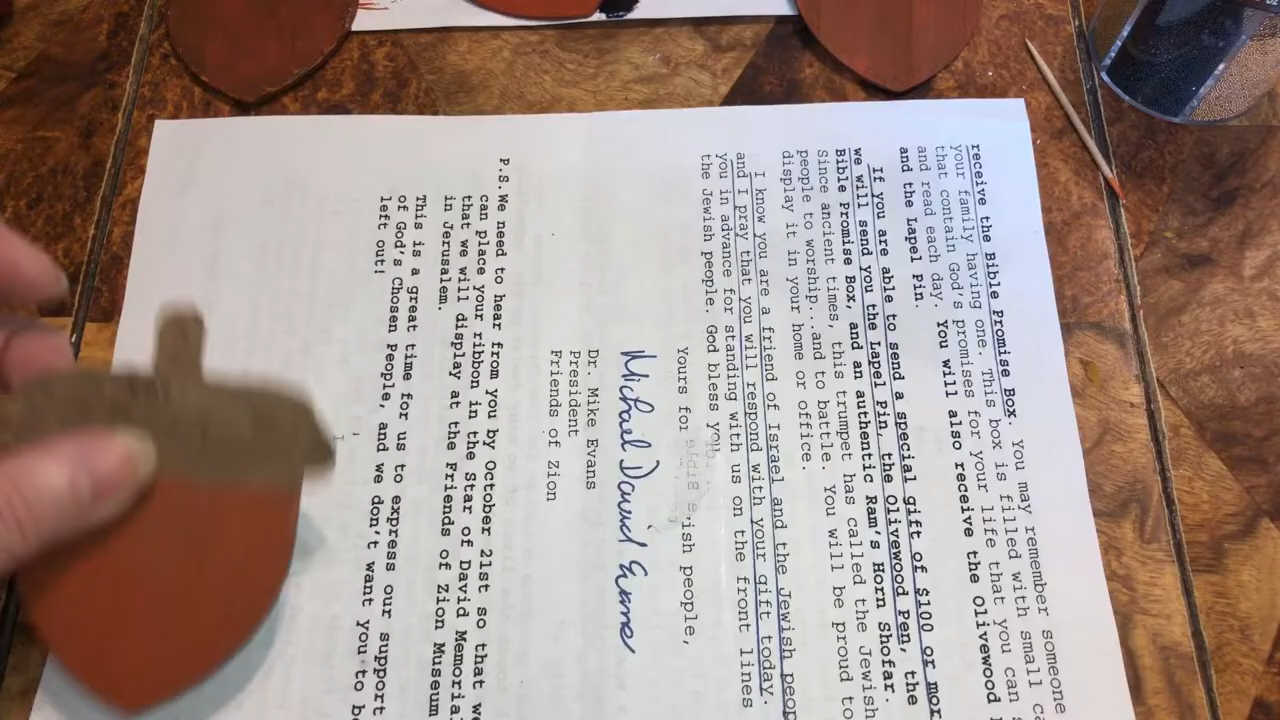 receive the Bible Promise Box. You may remember someone
your family having one. This box is filled with small
that contain God's promises for your life that you can
and read each day. You will also receive the Olivewood
and the Lapel Pin.
If you are able to send a special gift of $100 or mor
we will send you the Lapel Pin, the Olivewood Pen, the
Bible Promise Box, and an authentic Ram's Horn Shofar.
Since ancient times, this trumpet has called the Jewish
people to worship...and to battle. You will be proud to
display it in your home or office.
I know you are a friend of Israel and the Jewish peop
and I pray that you will respond with your gift today.
you in advance for standing with us on the front lines
the Jewish people. God bless you.
Yours for ish people,
Michael David Evans
Dr. Mike Evans
President
Friends of Zion
P.S. We need to hear from you by October 21st so that we
can place your ribbon in the Star of David Memorial
that we will display at the Friends of Zion Museum
in Jerusalem.
This is a great time for us to express our support
of God's Chosen People, and we don't want you to be
left out!